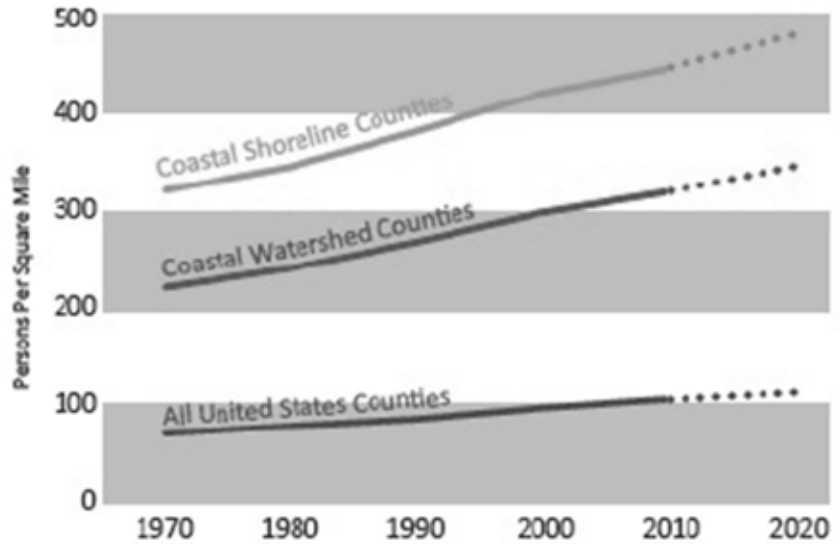 500
400
300
200
100
0
Persons Per Square Mile
Coastal Shoreline Counties
Coastal Watershed Counties
All United States Counties
1970 1980 1990 2000 2010 2020